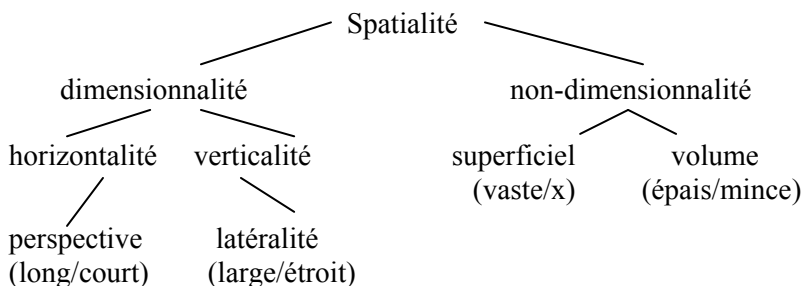 Spatialité
dimensionnalité non-dimensionnalité
horizontalité verticalité superficiel volume
(vaste/x) (épais/mince)
perspective latéralité
(long/court) (large/étroit)